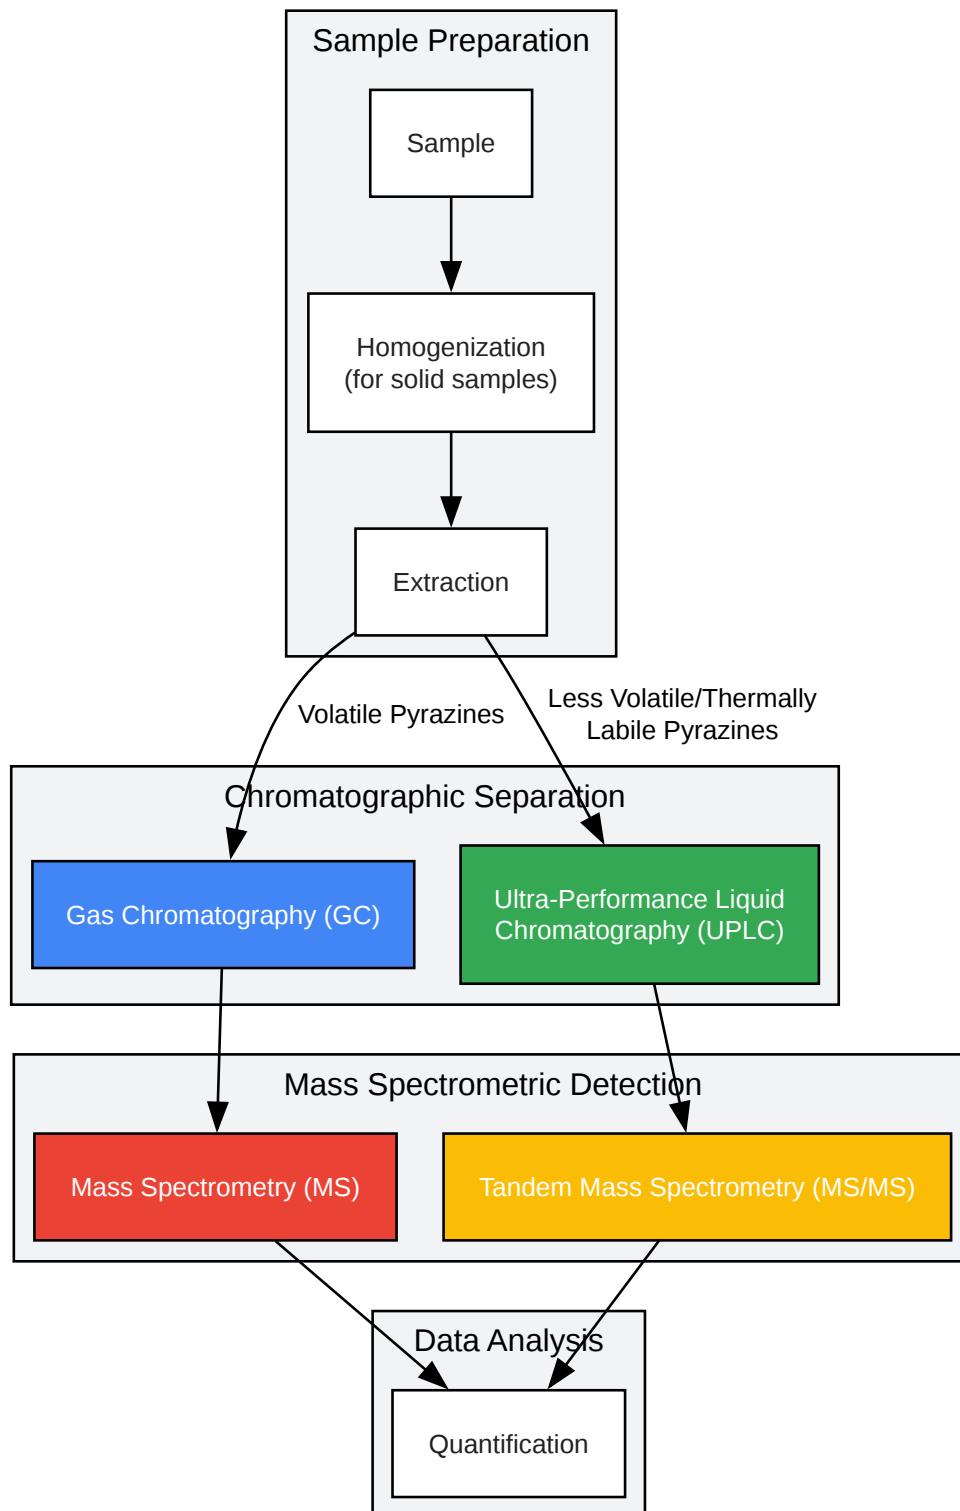 Sample Preparation
Sample
Homogenization
(for solid samples)
Extraction
Volatile Pyrazines
Less Volatile/Thermally
Labile Pyrazines
Chromatographic Separation
Gas Chromatography (GC)
Ultra-Performance Liquid
Chromatography (UPLC)
Mass Spectrometric Detection
Mass Spectrometry (MS)
Tandem Mass Spectrometry (MS/MS)
Data Analysis
Quantification